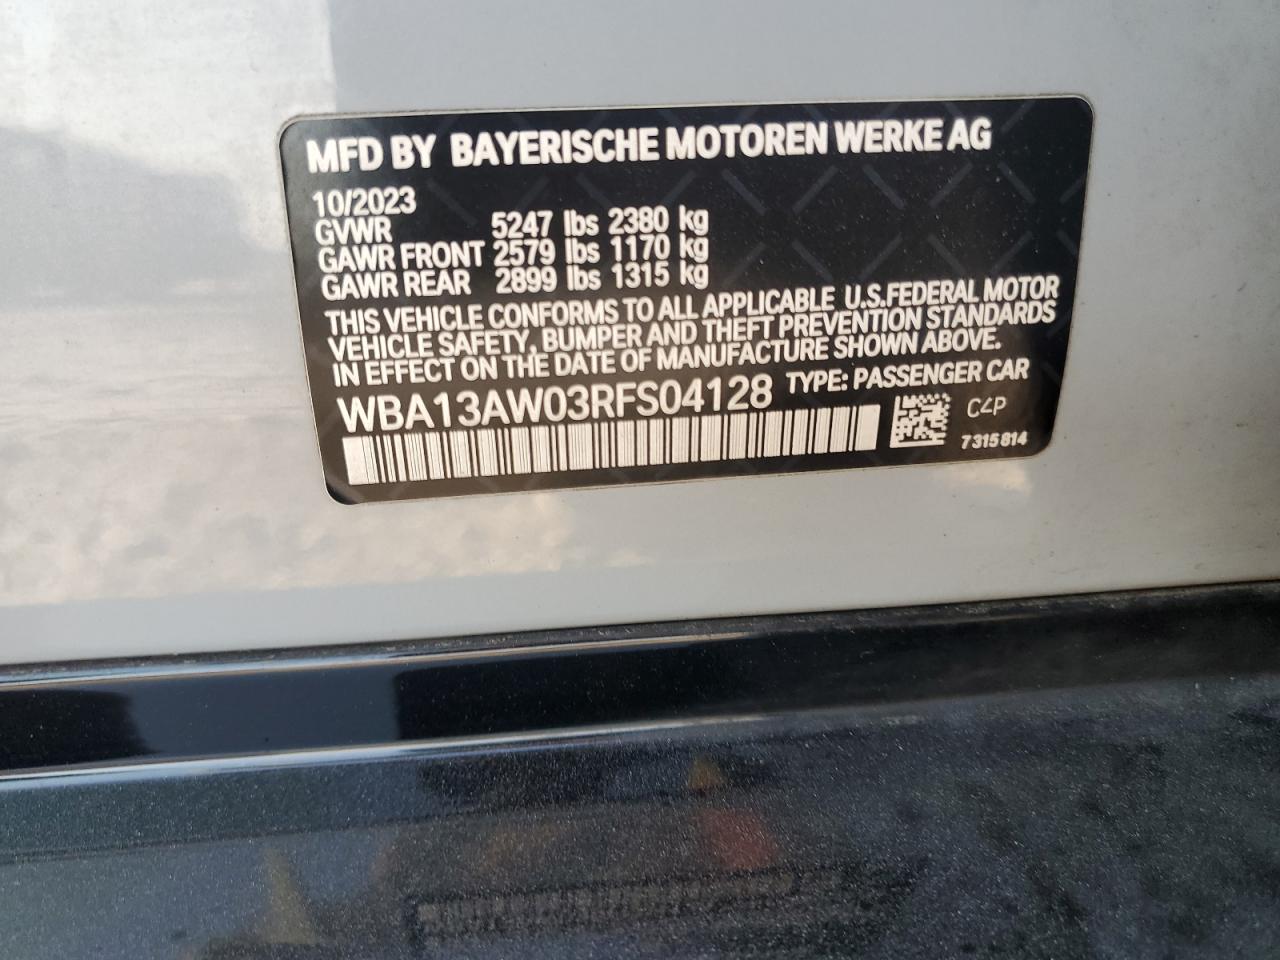 MFD BY BAYERISCHE MOTOREN WERKE AG
10/2023
GVWR 5247 lbs 2380 kg
GAWR FRONT 2579 lbs 1170 kg
GAWR REAR 2899 lbs 1315 kg
THIS VEHICLE CONFORMS TO ALL APPLICABLE U.S.FEDERAL MOTOR
VEHICLE SAFETY, BUMPER AND THEFT PREVENTION STANDARDS
IN EFFECT ON THE DATE OF MANUFACTURE SHOWN ABOVE.
WBA13AW03RFS04128 TYPE: PASSENGER CAR
C4P
7315814